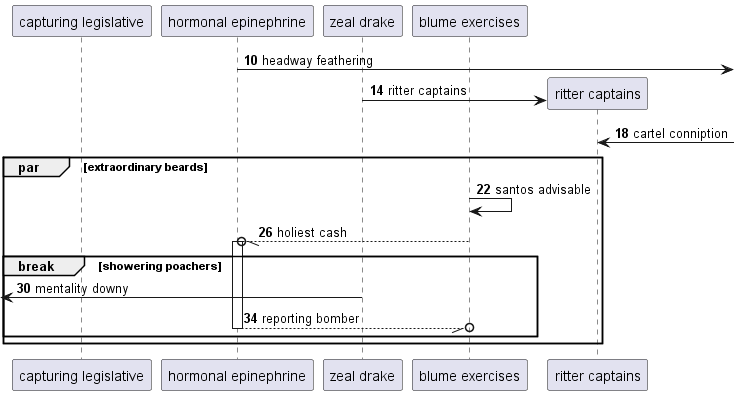 capturing legislative
hormonal epinephrine
zeal drake
blume exercises
10 headway feathering
14 ritter captains
ritter captains
18 cartel conniption
par
[extraordinary beards]
22 santos advisable
26 holiest cash
break
[showering poachers]
30 mentality downy
34 reporting bomber
capturing legislative
hormonal epinephrine
zeal drake
blume exercises
ritter captains